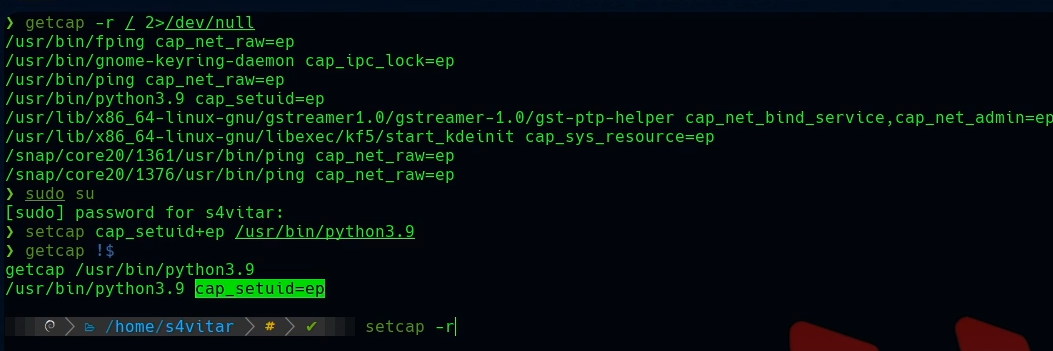 ❯ getcap -r / 2>/dev/null
/usr/bin/fping cap_net_raw=ep
/usr/bin/gnome-keyring-daemon cap_ipc_lock=ep
/usr/bin/ping cap_net_raw=ep
/usr/bin/python3.9 cap_setuid=ep
/usr/lib/x86_64-linux-gnu/gstreamer1.0/gstreamer-1.0/gst-ptp-helper cap_net_bind_service,cap_net_admin=ep
/usr/lib/x86_64-linux-gnu/libexec/kf5/start_kdeinit cap_sys_resource=ep
/snap/core20/1361/usr/bin/ping cap_net_raw=ep
/snap/core20/1376/usr/bin/ping cap_net_raw=ep
❯ sudo su
[sudo] password for s4vitar:
❯ setcap cap_setuid+ep /usr/bin/python3.9
❯ getcap !$
getcap /usr/bin/python3.9
/usr/bin/python3.9 cap_setuid=ep
/home/s4vitar # ✔ setcap -r